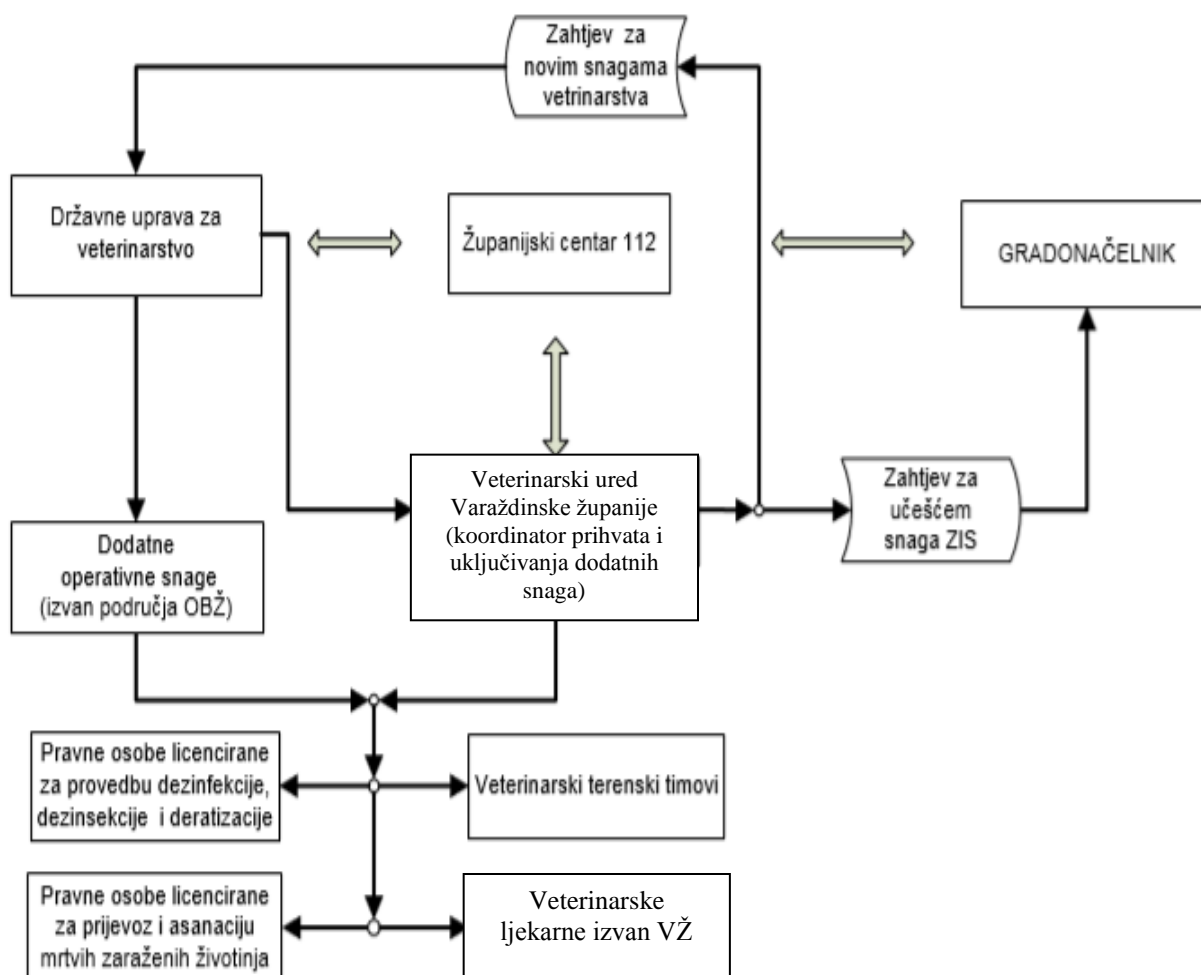 Zahtjev za
novim snagama
vetrinarstva
Državne uprava za
veterinarstvo
Županijski centar 112
GRADONAČELNIK
Veterinarski ured
Varaždinske županije
(koordinator prihvata i
uključivanja dodatnih
snaga)
Zahtjev za
učešćem
snaga ZIS
Dodatne
operativne snage
(izvan područja OBŽ)
Pravne osobe licencirane
za provedbu dezinfekcije,
dezinsekcije i deratizacije
Veterinarski terenski timovi
Pravne osobe licencirane
za prijevoz i asanaciju
mrtvih zaraženih životinja
Veterinarske
ljekarne izvan VŽ